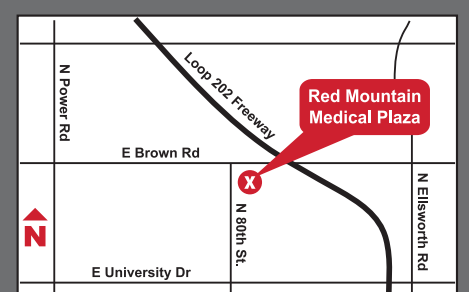 N Power Rd
Loop 202 Freeway
Red Mountain
Medical Plaza
E Brown Rd
X
N 80th St.
N Ellsworth Rd
N
E University Dr